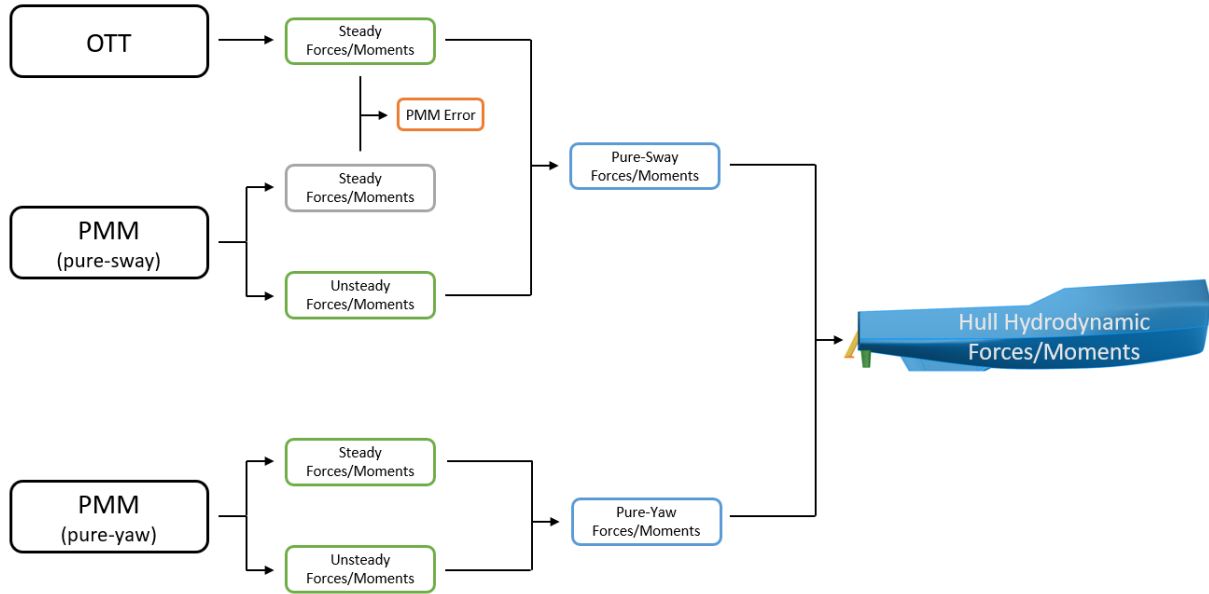 OTT
Steady
Forces/Moments
PMM Error
Steady
Forces/Moments
PMM
(pure-sway)
Unsteady
Forces/Moments
Pure-Sway
Forces/Moments
Hull Hydrodynamic
Forces/Moments
Steady
Forces/Moments
PMM
(pure-yaw)
Unsteady
Forces/Moments
Pure-Yaw
Forces/Moments